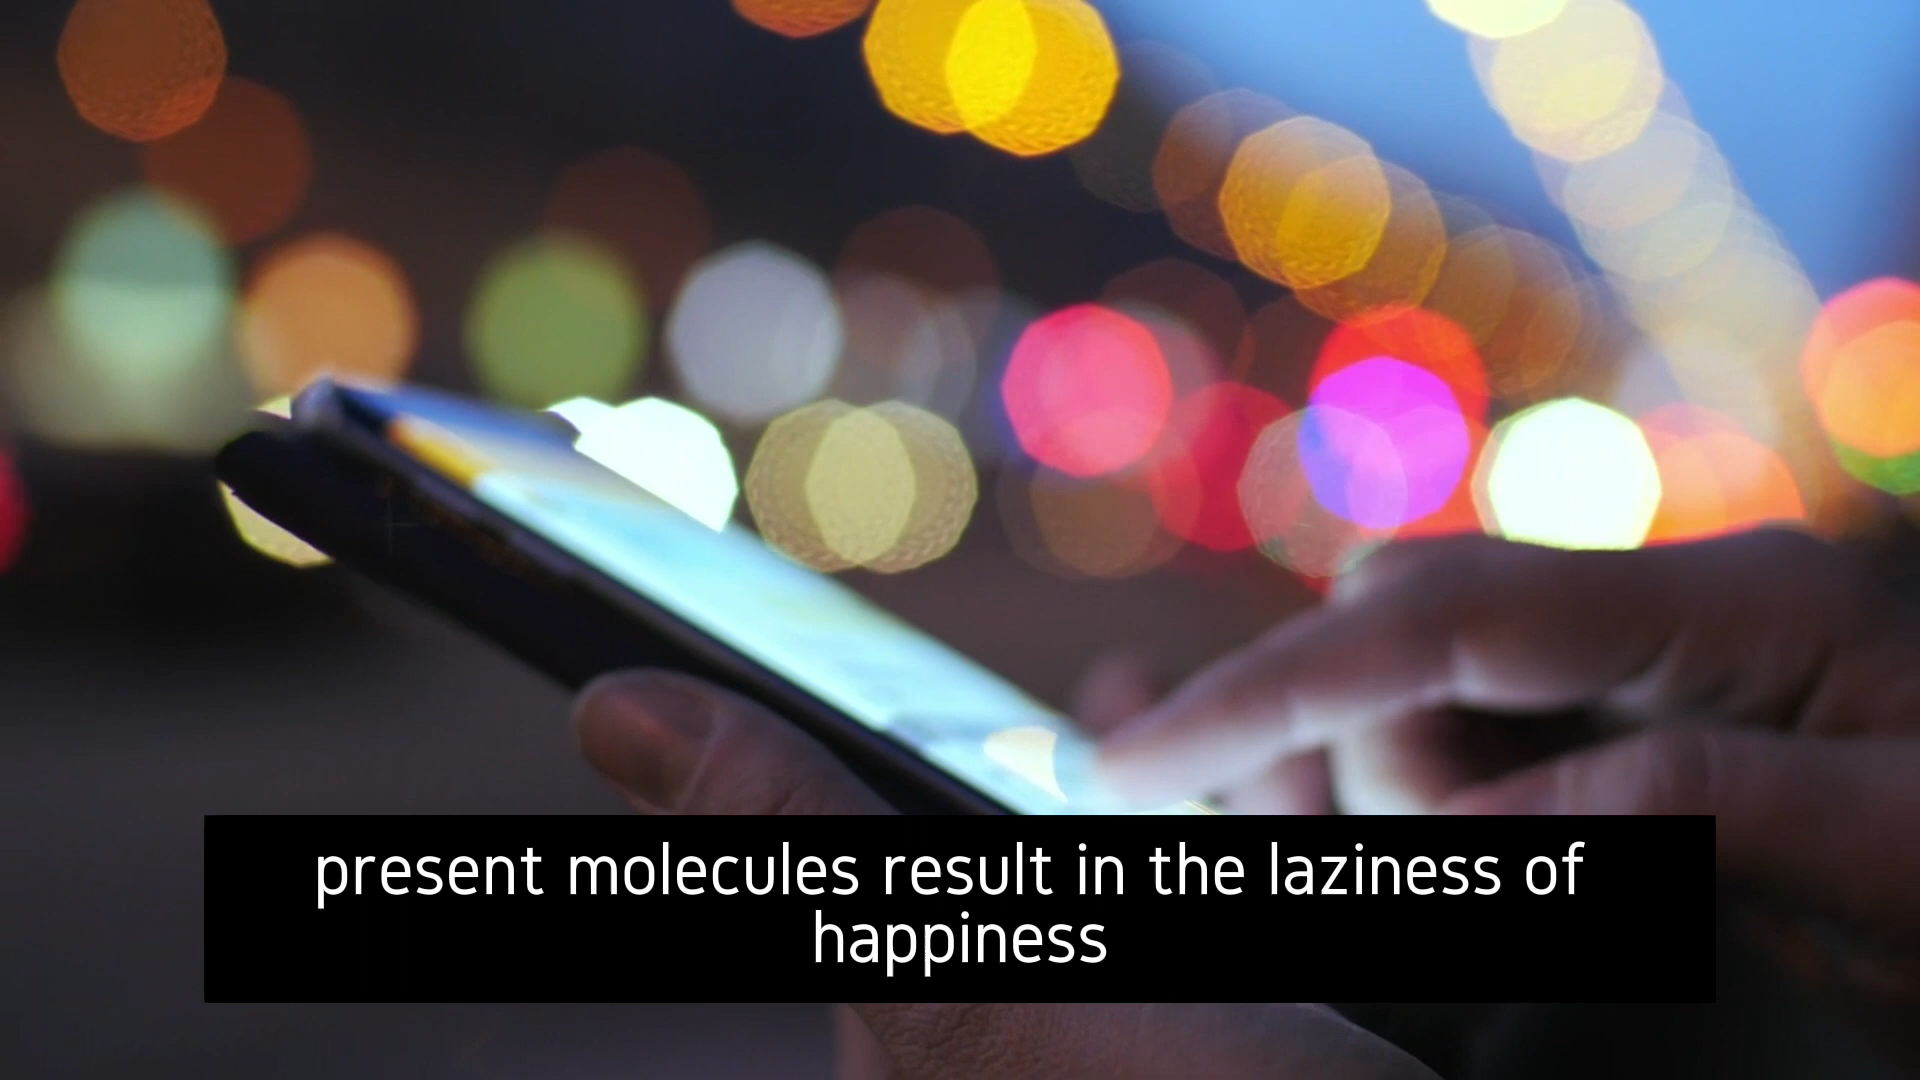 present molecules result in the laziness of
happiness